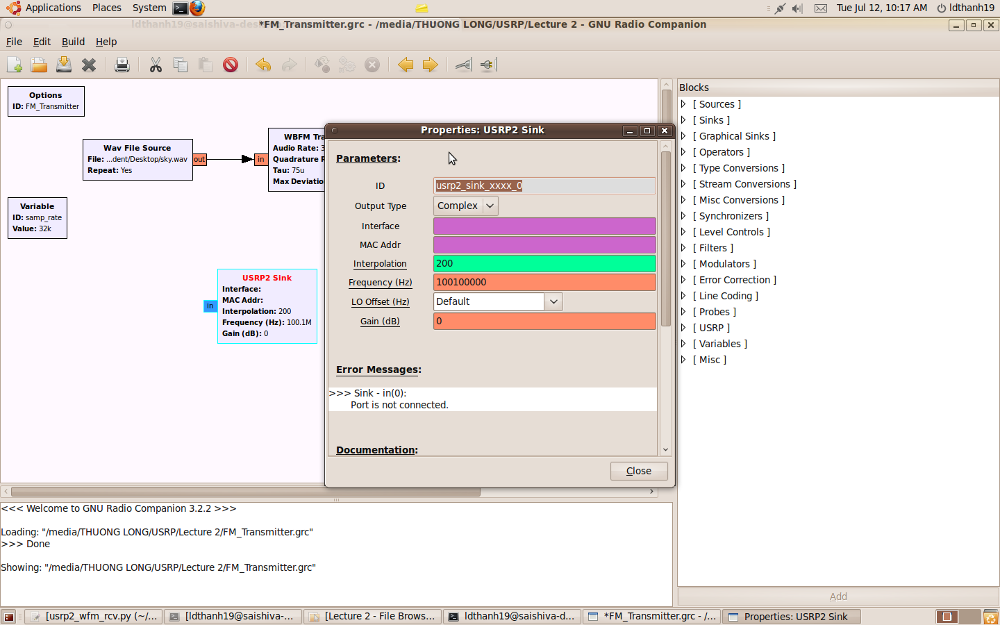 Applications Places System
Tue Jul 12, 10:17 AM ldthanh19
*FM_Transmitter.grc - /media/THUONG LONG/USRP/Lecture 2 - GNU Radio Companion
File Edit Build Help
Options
ID: FM_Transmitter
Wav File Source
File: ...dent/Desktop/sky.wav
Repeat: Yes
out
in
WBFM Tra
Audio Rate: 3
Quadrature R
Tau: 75u
Max Deviatio
Variable
ID: samp_rate
Value: 32k
in
USRP2 Sink
Interface:
MAC Addr:
Interpolation: 200
Frequency (Hz): 100.1M
Gain (dB): 0
Properties: USRP2 Sink
Parameters:
ID usrp2_sink_xxxx_0
Output Type Complex
Interface
MAC Addr
Interpolation 200
Frequency (Hz) 100100000
LO Offset (Hz) Default
Gain (dB) 0
Error Messages:
>>> Sink - in(0):
Port is not connected.
Documentation:
Close
Blocks
[ Sources ]
[ Sinks ]
[ Graphical Sinks ]
[ Operators ]
[ Type Conversions ]
[ Stream Conversions ]
[ Misc Conversions ]
[ Synchronizers ]
[ Level Controls ]
[ Filters ]
[ Modulators ]
[ Error Correction ]
[ Line Coding ]
[ Probes ]
[ USRP ]
[ Variables ]
[ Misc ]
Add
<<< Welcome to GNU Radio Companion 3.2.2 >>>
Loading: "/media/THUONG LONG/USRP/Lecture 2/FM_Transmitter.grc"
>>> Done
Showing: "/media/THUONG LONG/USRP/Lecture 2/FM_Transmitter.grc"
[usrp2_wfm_rcv.py (~/...
[ldthanh19@saishiva-...
[Lecture 2 - File Brows...
ldthanh19@saishiva-d...
*FM_Transmitter.grc - /...
Properties: USRP2 Sink